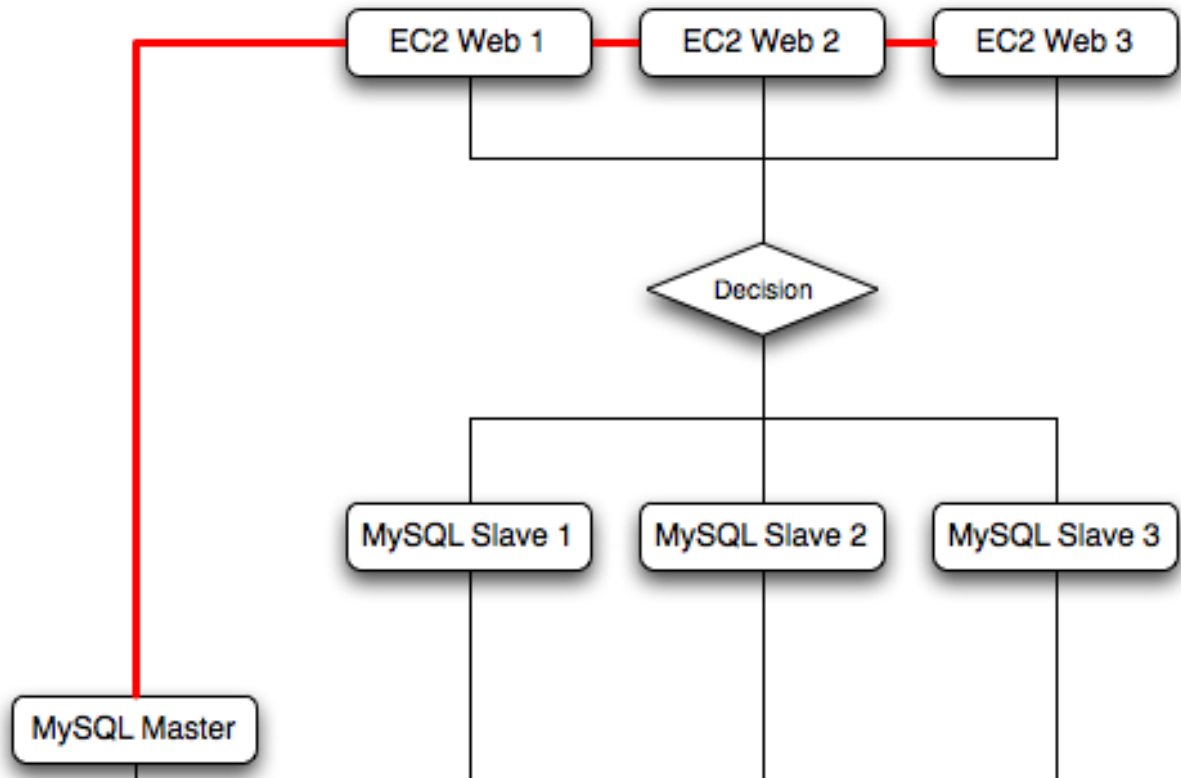 EC2 Web 1
EC2 Web 2
EC2 Web 3
Decision
MySQL Slave 1
MySQL Slave 2
MySQL Slave 3
MySQL Master